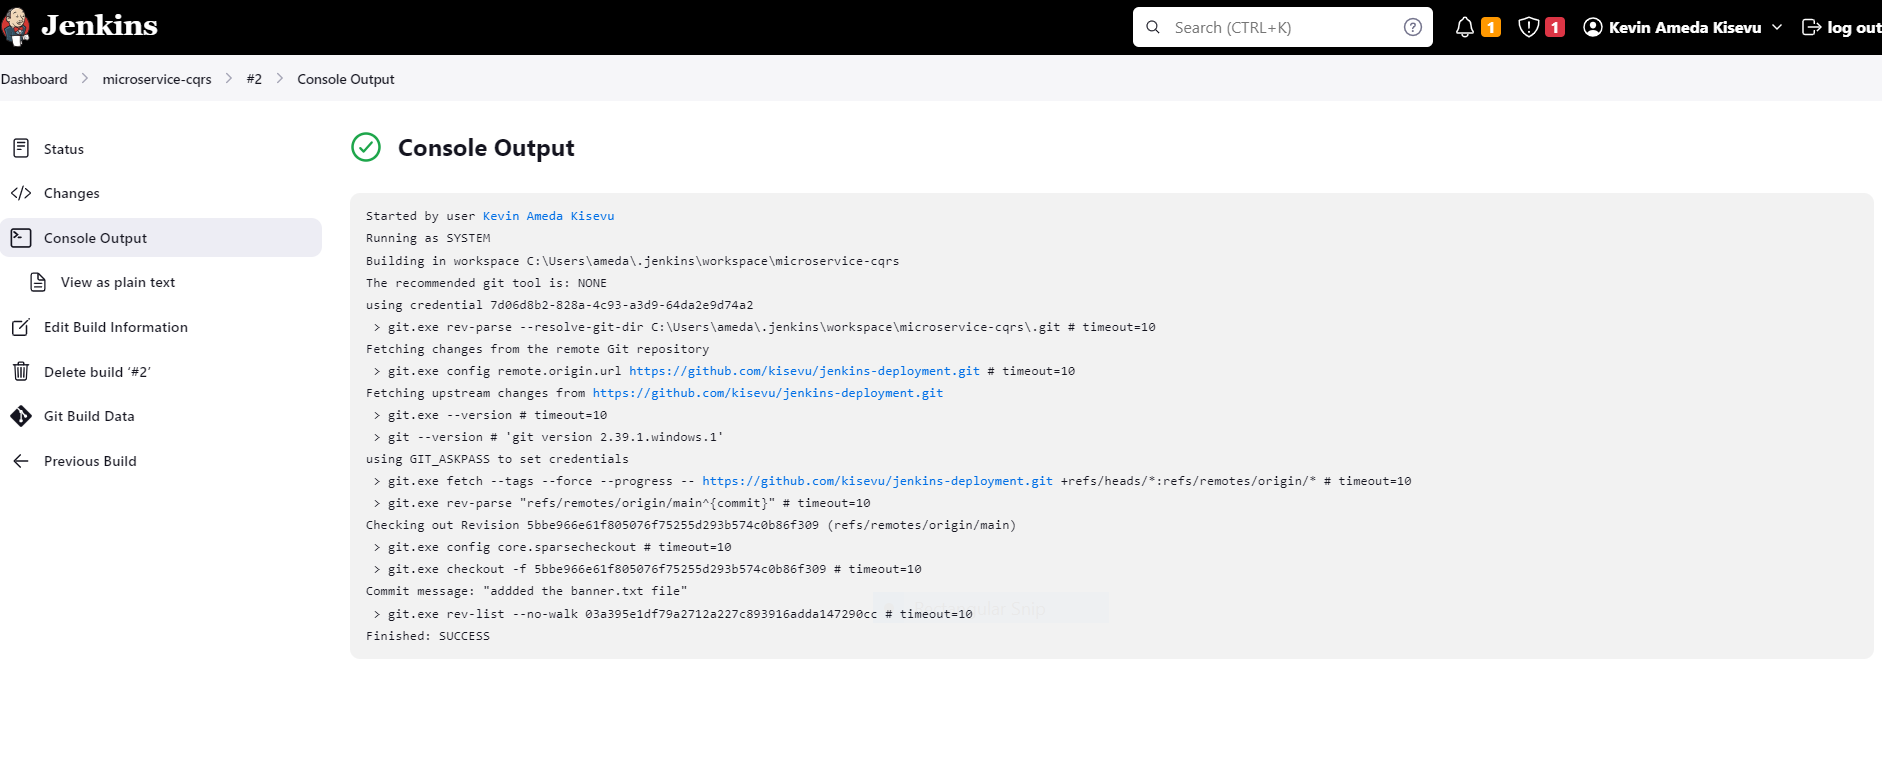 Jenkins
Search (CTRL+K)
1
1
Kevin Ameda Kisevu
log out
Dashboard > microservice-cqrs > #2 > Console Output
Status
Changes
Console Output
View as plain text
Edit Build Information
Delete build ‘#2’
Git Build Data
Previous Build
Console Output
Started by user Kevin Ameda Kisevu
Running as SYSTEM
Building in workspace C:\Users\ameda\.jenkins\workspace\microservice-cqrs
The recommended git tool is: NONE
using credential 7d06d8b2-828a-4c93-a3d9-64da2e9d74a2
> git.exe rev-parse --resolve-git-dir C:\Users\ameda\.jenkins\workspace\microservice-cqrs\.git # timeout=10
Fetching changes from the remote Git repository
> git.exe config remote.origin.url https://github.com/kisevu/jenkins-deployment.git # timeout=10
Fetching upstream changes from https://github.com/kisevu/jenkins-deployment.git
> git.exe --version # timeout=10
> git --version # 'git version 2.39.1.windows.1'
using GIT_ASKPASS to set credentials
> git.exe fetch --tags --force --progress -- https://github.com/kisevu/jenkins-deployment.git +refs/heads/*:refs/remotes/origin/* # timeout=10
> git.exe rev-parse "refs/remotes/origin/main^{commit}" # timeout=10
Checking out Revision 5bbe966e61f805076f75255d293b574c0b86f309 (refs/remotes/origin/main)
> git.exe config core.sparsecheckout # timeout=10
> git.exe checkout -f 5bbe966e61f805076f75255d293b574c0b86f309 # timeout=10
Commit message: "addded the banner.txt file"
> git.exe rev-list --no-walk 03a395e1df79a2712a227c893916adda147290cc # timeout=10
Snip
Finished: SUCCESS